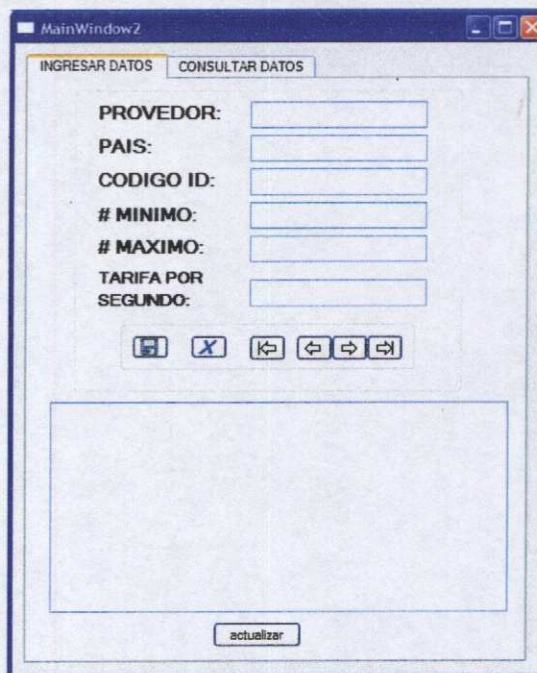 MainWindow2
INGRESAR DATOS
CONSULTAR DATOS
PROVEDOR:
PAIS:
CODIGO ID:
# MINIMO:
# MAXIMO:
TARIFA POR
SEGUNDO:
X
actualizar